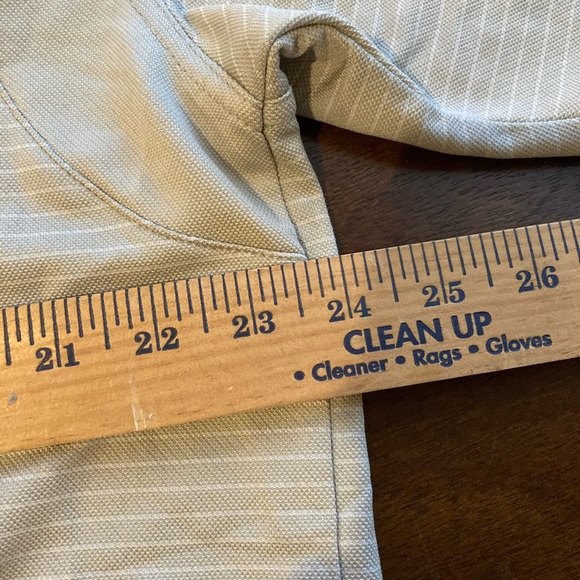 21 22 23 24 25 26
CLEAN UP
• Cleaner • Rags • Gloves